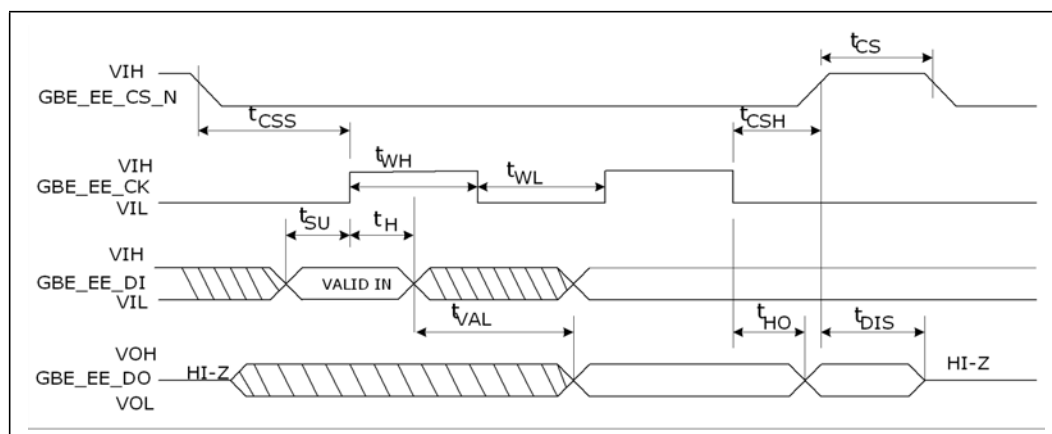 tCS
VIH
GBE_EE_CS_N
tCSS
tCSH
VIH
tWH
GBE_EE_CK
tWL
VIL
tSU
tH
VIH
GBE_EE_DI
VALID IN
VIL
tVAL
tHO
tDIS
VOH
GBE_EE_DO
HI-Z
HI-Z
VOL